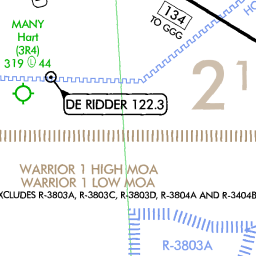 MANY
Hart
(3R4)
319 44
134
TO GGG
DE RIDDER 122.3
21
WARRIOR 1 HIGH MOA
WARRIOR 1 LOW MOA
XCLUDES R-3803A, R-3803C, R-3803D, R-3804A AND R-3404B
R-3803A